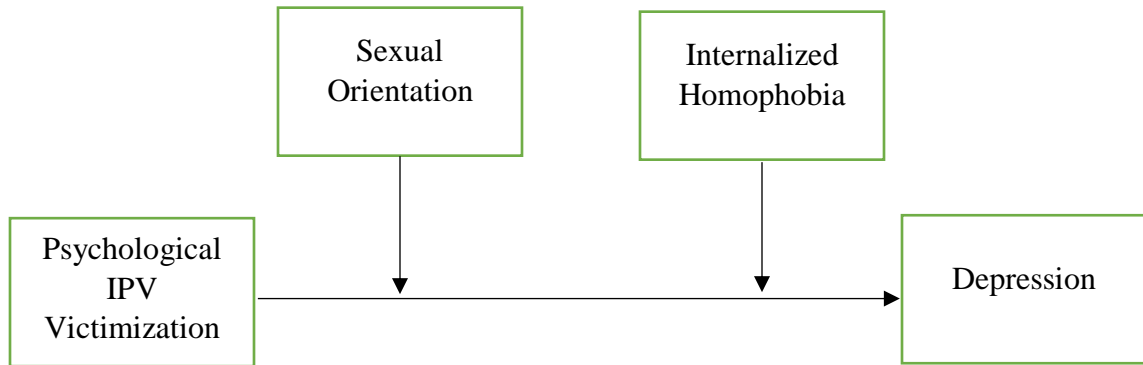 Sexual
Orientation
Internalized
Homophobia
Psychological
IPV
Victimization
Depression